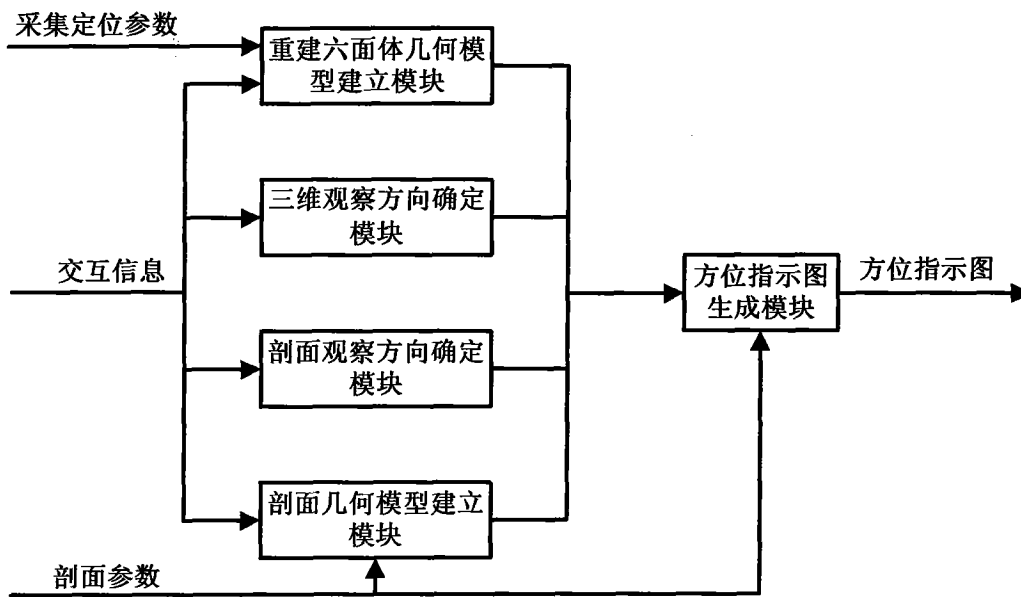 采集定位参数
重建六面体几何模
型建立模块
三维观察方向确定
模块
交互信息
方位指示图
生成模块
方位指示图
剖面观察方向确定
模块
剖面几何模型建立
模块
剖面参数